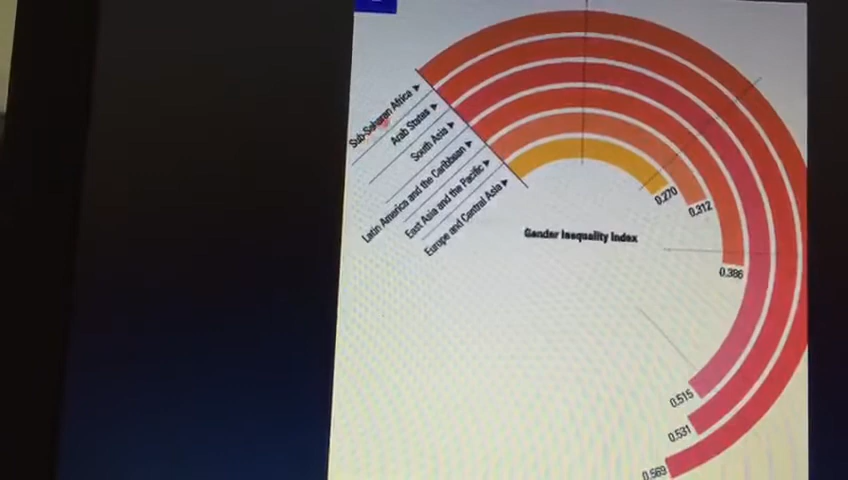 Sub-Saharan Africa
Arab States
South Asia
Latin America and the Caribbean
East Asia and the Pacific
Europe and Central Asia
0.270
0.312
Gender Inequality Index
0.386
0.515
0.531
0.569